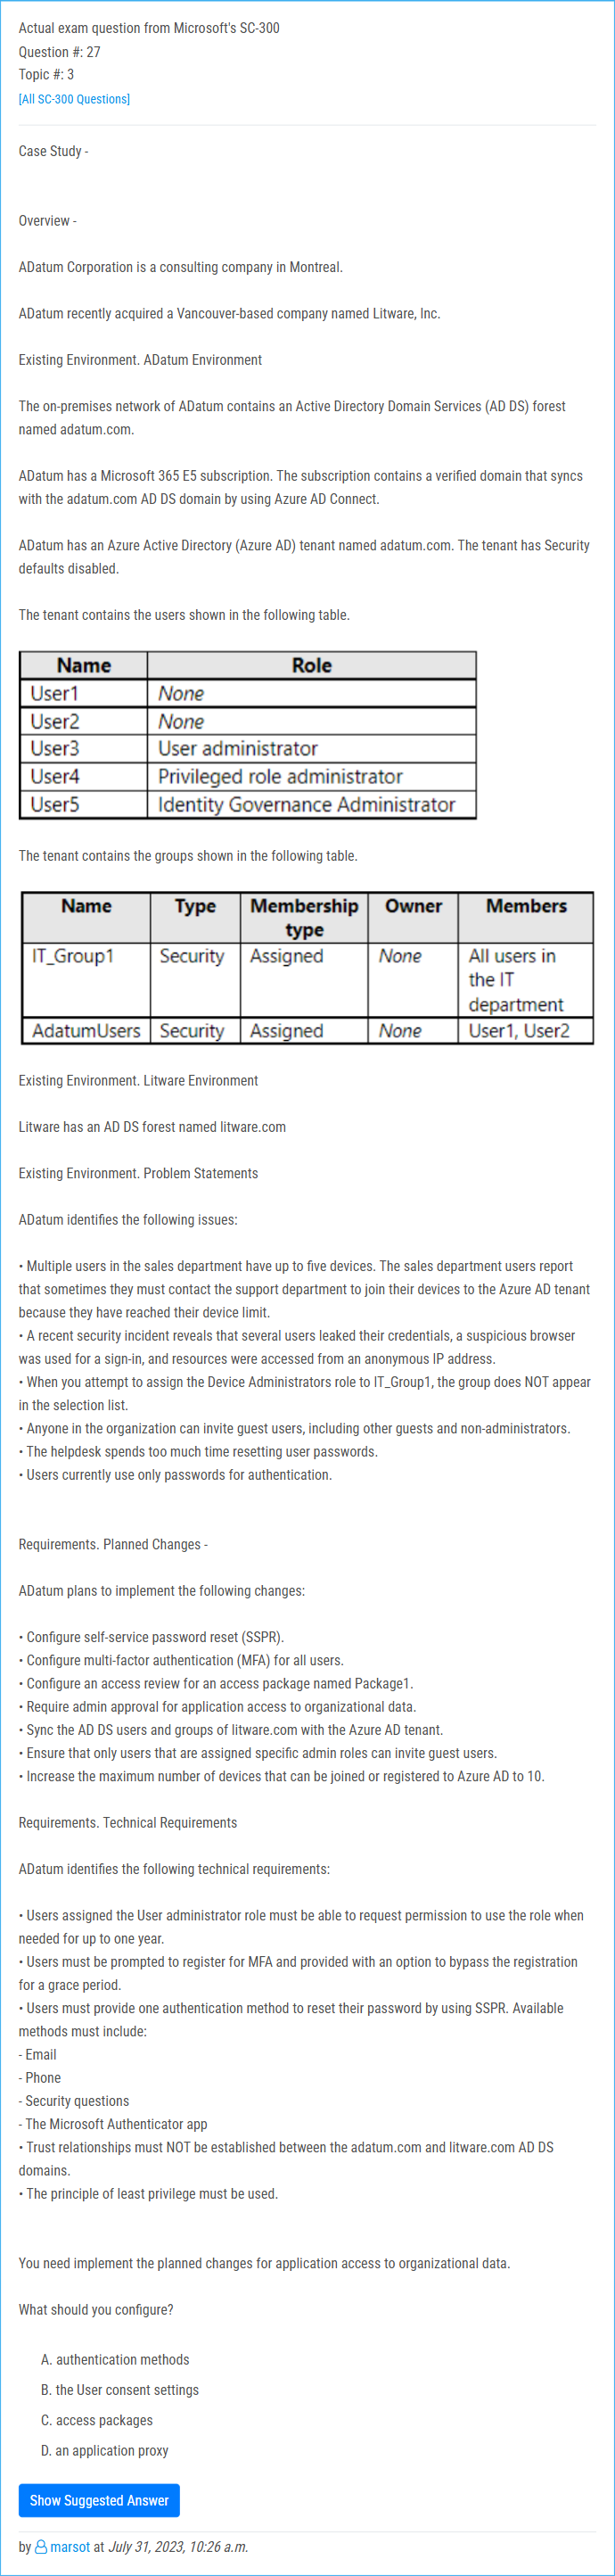 Actual exam question from Microsoft's SC-300
Question #: 27
Topic #: 3
[All SC-300 Questions]
Case Study -
Overview -
ADatum Corporation is a consulting company in Montreal.
ADatum recently acquired a Vancouver-based company named Litware, Inc.
Existing Environment. ADatum Environment
The on-premises network of ADatum contains an Active Directory Domain Services (AD DS) forest
named adatum.com.
ADatum has a Microsoft 365 E5 subscription. The subscription contains a verified domain that syncs
with the adatum.com AD DS domain by using Azure AD Connect.
ADatum has an Azure Active Directory (Azure AD) tenant named adatum.com. The tenant has Security
defaults disabled.
The tenant contains the users shown in the following table.
Name Role
User1 None
User2 None
User3 User administrator
User4 Privileged role administrator
User5 Identity Governance Administrator
The tenant contains the groups shown in the following table.
Name Type Membership Owner Members
type
IT_Group1 Security Assigned None All users in
the IT
department
AdatumUsers Security Assigned None User1, User2
Existing Environment. Litware Environment
Litware has an AD DS forest named litware.com
Existing Environment. Problem Statements
ADatum identifies the following issues:
• Multiple users in the sales department have up to five devices. The sales department users report
that sometimes they must contact the support department to join their devices to the Azure AD tenant
because they have reached their device limit.
• A recent security incident reveals that several users leaked their credentials, a suspicious browser
was used for a sign-in, and resources were accessed from an anonymous IP address.
• When you attempt to assign the Device Administrators role to IT_Group1, the group does NOT appear
in the selection list.
• Anyone in the organization can invite guest users, including other guests and non-administrators.
• The helpdesk spends too much time resetting user passwords.
• Users currently use only passwords for authentication.
Requirements. Planned Changes -
ADatum plans to implement the following changes:
• Configure self-service password reset (SSPR).
• Configure multi-factor authentication (MFA) for all users.
• Configure an access review for an access package named Package1.
• Require admin approval for application access to organizational data.
• Sync the AD DS users and groups of litware.com with the Azure AD tenant.
• Ensure that only users that are assigned specific admin roles can invite guest users.
• Increase the maximum number of devices that can be joined or registered to Azure AD to 10.
Requirements. Technical Requirements
ADatum identifies the following technical requirements:
• Users assigned the User administrator role must be able to request permission to use the role when
needed for up to one year.
• Users must be prompted to register for MFA and provided with an option to bypass the registration
for a grace period.
• Users must provide one authentication method to reset their password by using SSPR. Available
methods must include:
- Email
- Phone
- Security questions
- The Microsoft Authenticator app
• Trust relationships must NOT be established between the adatum.com and litware.com AD DS
domains.
• The principle of least privilege must be used.
You need implement the planned changes for application access to organizational data.
What should you configure?
A. authentication methods
B. the User consent settings
C. access packages
D. an application proxy
Show Suggested Answer
by marsot at July 31, 2023, 10:26 a.m.